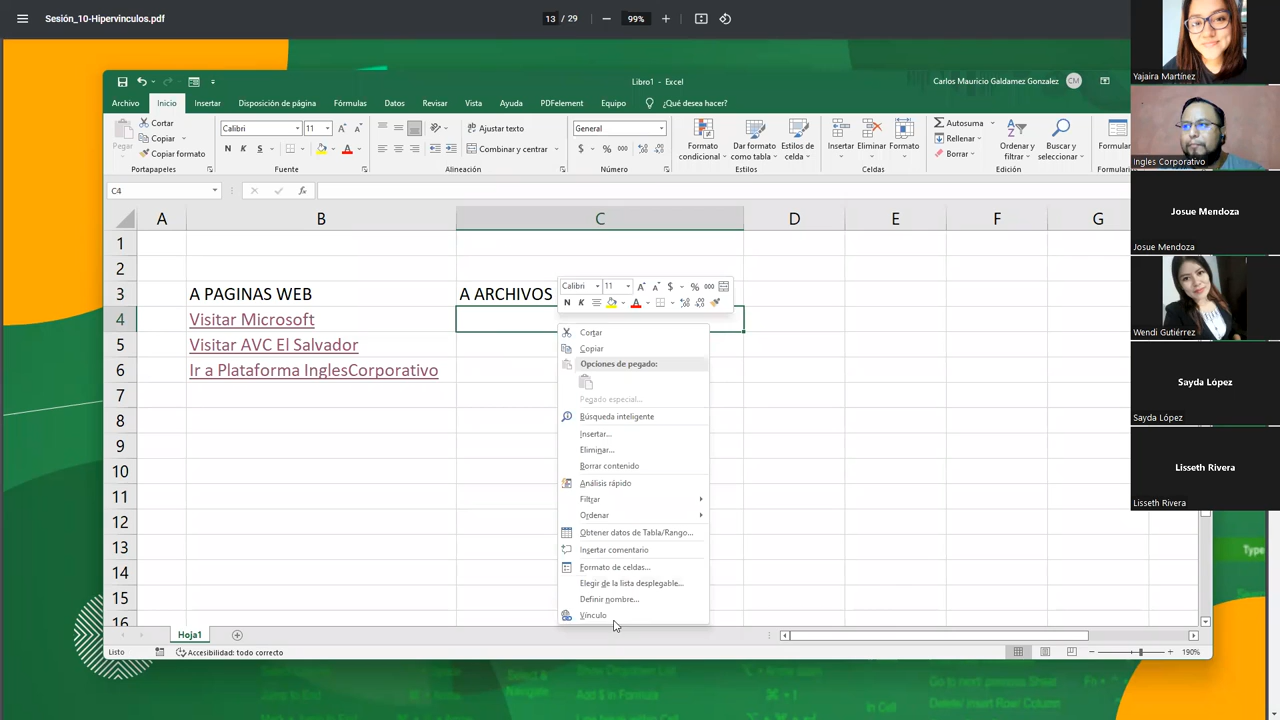 Sesión_10-Hipervinculos.pdf
13 / 29
99%
Libro1 - Excel
Carlos Mauricio Galdamez Gonzalez
CM
Archivo
Inicio
Insertar
Disposición de página
Fórmulas
Datos
Revisar
Vista
Ayuda
PDFelement
Equipo
¿Qué desea hacer?
Pegar
Cortar
Copiar
Copiar formato
Portapapeles
Calibri
11
N K S
Fuente
Ajustar texto
Combinar y centrar
Alineación
General
$ % 000
Número
Formato condicional
Dar formato como tabla
Estilos de celda
Estilos
Insertar
Eliminar
Formato
Celdas
Autosuma
Rellenar
Borrar
Ordenar y filtrar
Buscar y seleccionar
Edición
Formular
Formulari
C4
A B C D E F G
1
2
3 A PAGINAS WEB A ARCHIVOS
4 Visitar Microsoft
5 Visitar AVC El Salvador
6 Ir a Plataforma InglesCorporativo
7
8
9
10
11
12
13
14
15
16
Calibri 11 $ % 000
N K
Cortar
Copiar
Opciones de pegado:
Pegado especial...
Búsqueda inteligente
Insertar...
Eliminar...
Borrar contenido
Análisis rápido
Filtrar
Ordenar
Obtener datos de Tabla/Rango...
Insertar comentario
Formato de celdas...
Elegir de la lista desplegable...
Definir nombre...
Vínculo
Hoja1
Listo
Accesibilidad: todo correcto
190%
Yajaira Martínez
Ingles Corporativo
Josue Mendoza
Josue Mendoza
Wendi Gutiérrez
Sayda López
Sayda López
Lisseth Rivera
Lisseth Rivera